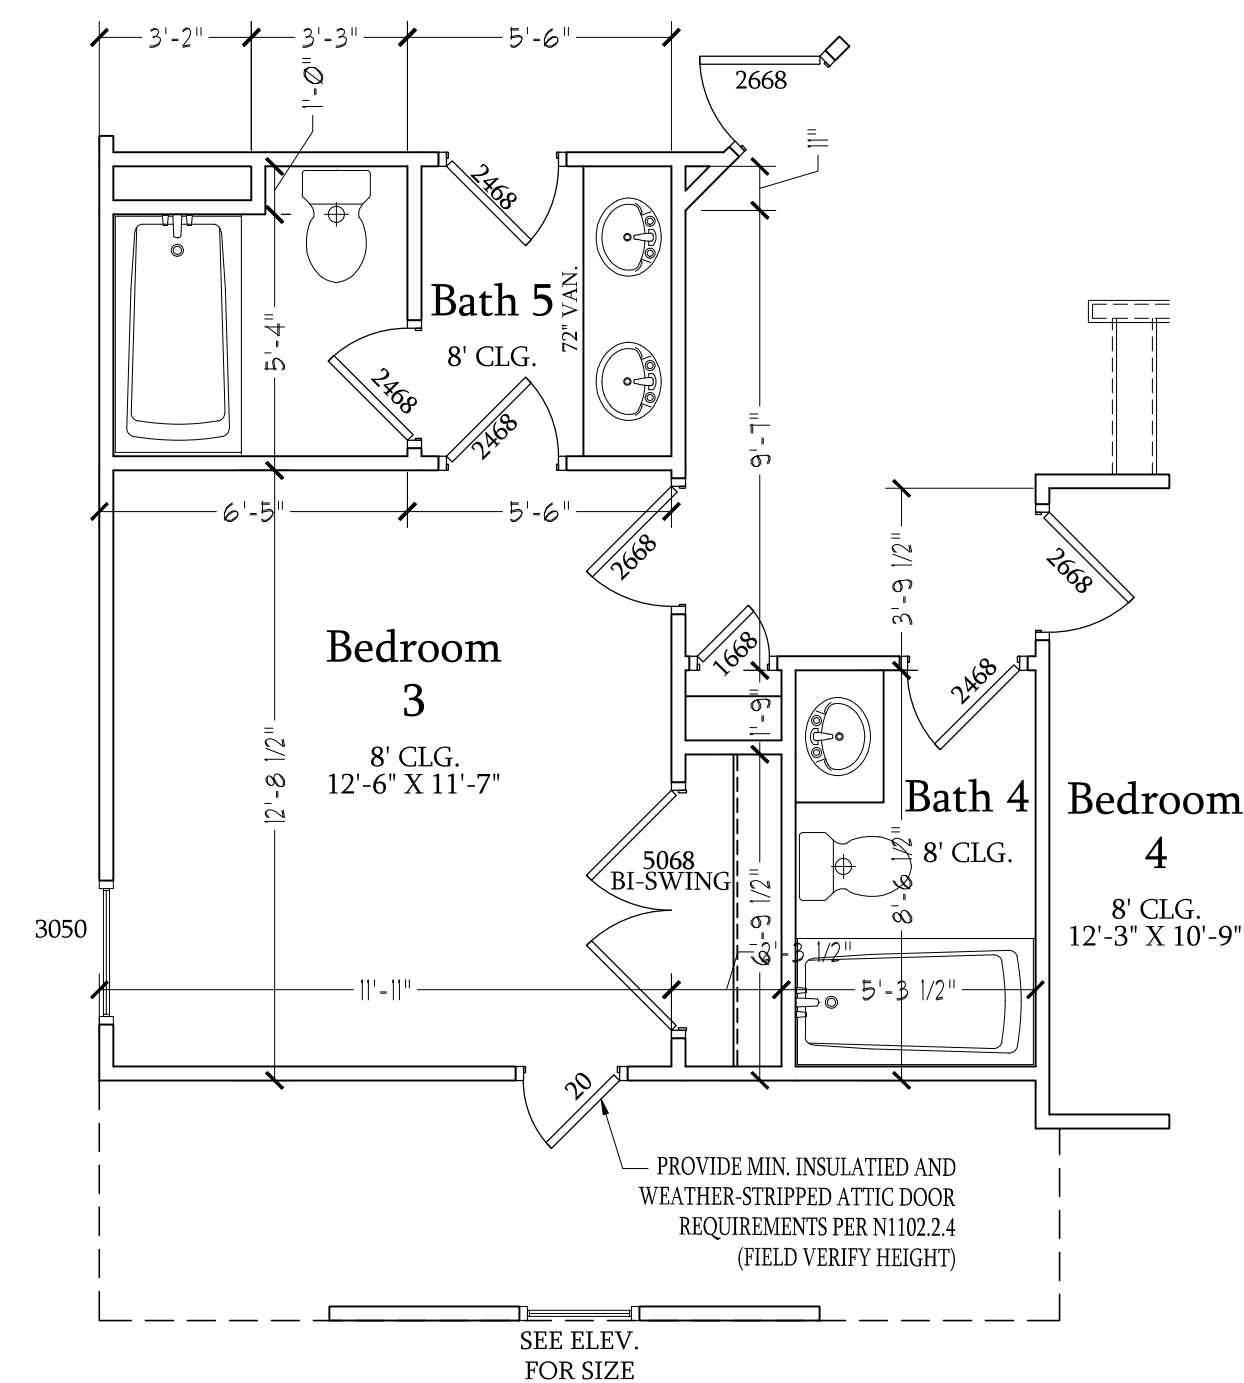 3'-2" 3'-3" 5'-6"
1'-0"
2668
11"
2468
Bath 5
72" VAN.
8' CLG.
5'-4"
2468
2468
9'-7"
6'-5" 5'-6"
2668
3'-9 1/2"
2668
Bedroom
3
8' CLG.
12'-6" X 11'-7"
1668
2468
1'-9"
12'-8 1/2"
Bath 4
8' CLG.
8'-6 1/2"
Bedroom
4
8' CLG.
12'-3" X 10'-9"
5068
BI-SWING
3050
6'-9 1/2"
11'-11"
5'-3 1/2"
20
PROVIDE MIN. INSULATIED AND
WEATHER-STRIPPED ATTIC DOOR
REQUIREMENTS PER N1102.2.4
(FIELD VERIFY HEIGHT)
SEE ELEV.
FOR SIZE